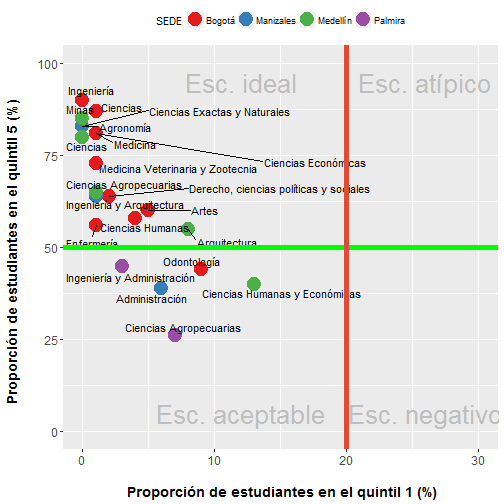 SEDE Bogotá Manizales Medellín Palmira
Proporción de estudiantes en el quintil 5 (%)
100
75
50
25
0
Esc. ideal
Esc. atípico
Ingeniería
Minas
Ciencias
Ciencias Exactas y Naturales
Agronomía
Medicina
Ciencias
Ciencias Económicas
Medicina Veterinaria y Zootecnia
Ciencias Agropecuarias
Derecho, ciencias políticas y sociales
Ingeniería y Arquitectura
Artes
Ciencias Humanas
Enfermería
Arquitectura
Odontología
Ingeniería y Administración
Ciencias Humanas y Económicas
Administración
Ciencias Agropecuarias
Esc. aceptable
Esc. negativo
0
10
20
30
Proporción de estudiantes en el quintil 1 (%)